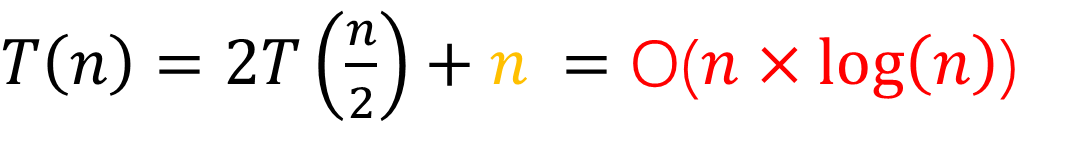 T(n) = 2T(n/2) + n = O(n × log(n))